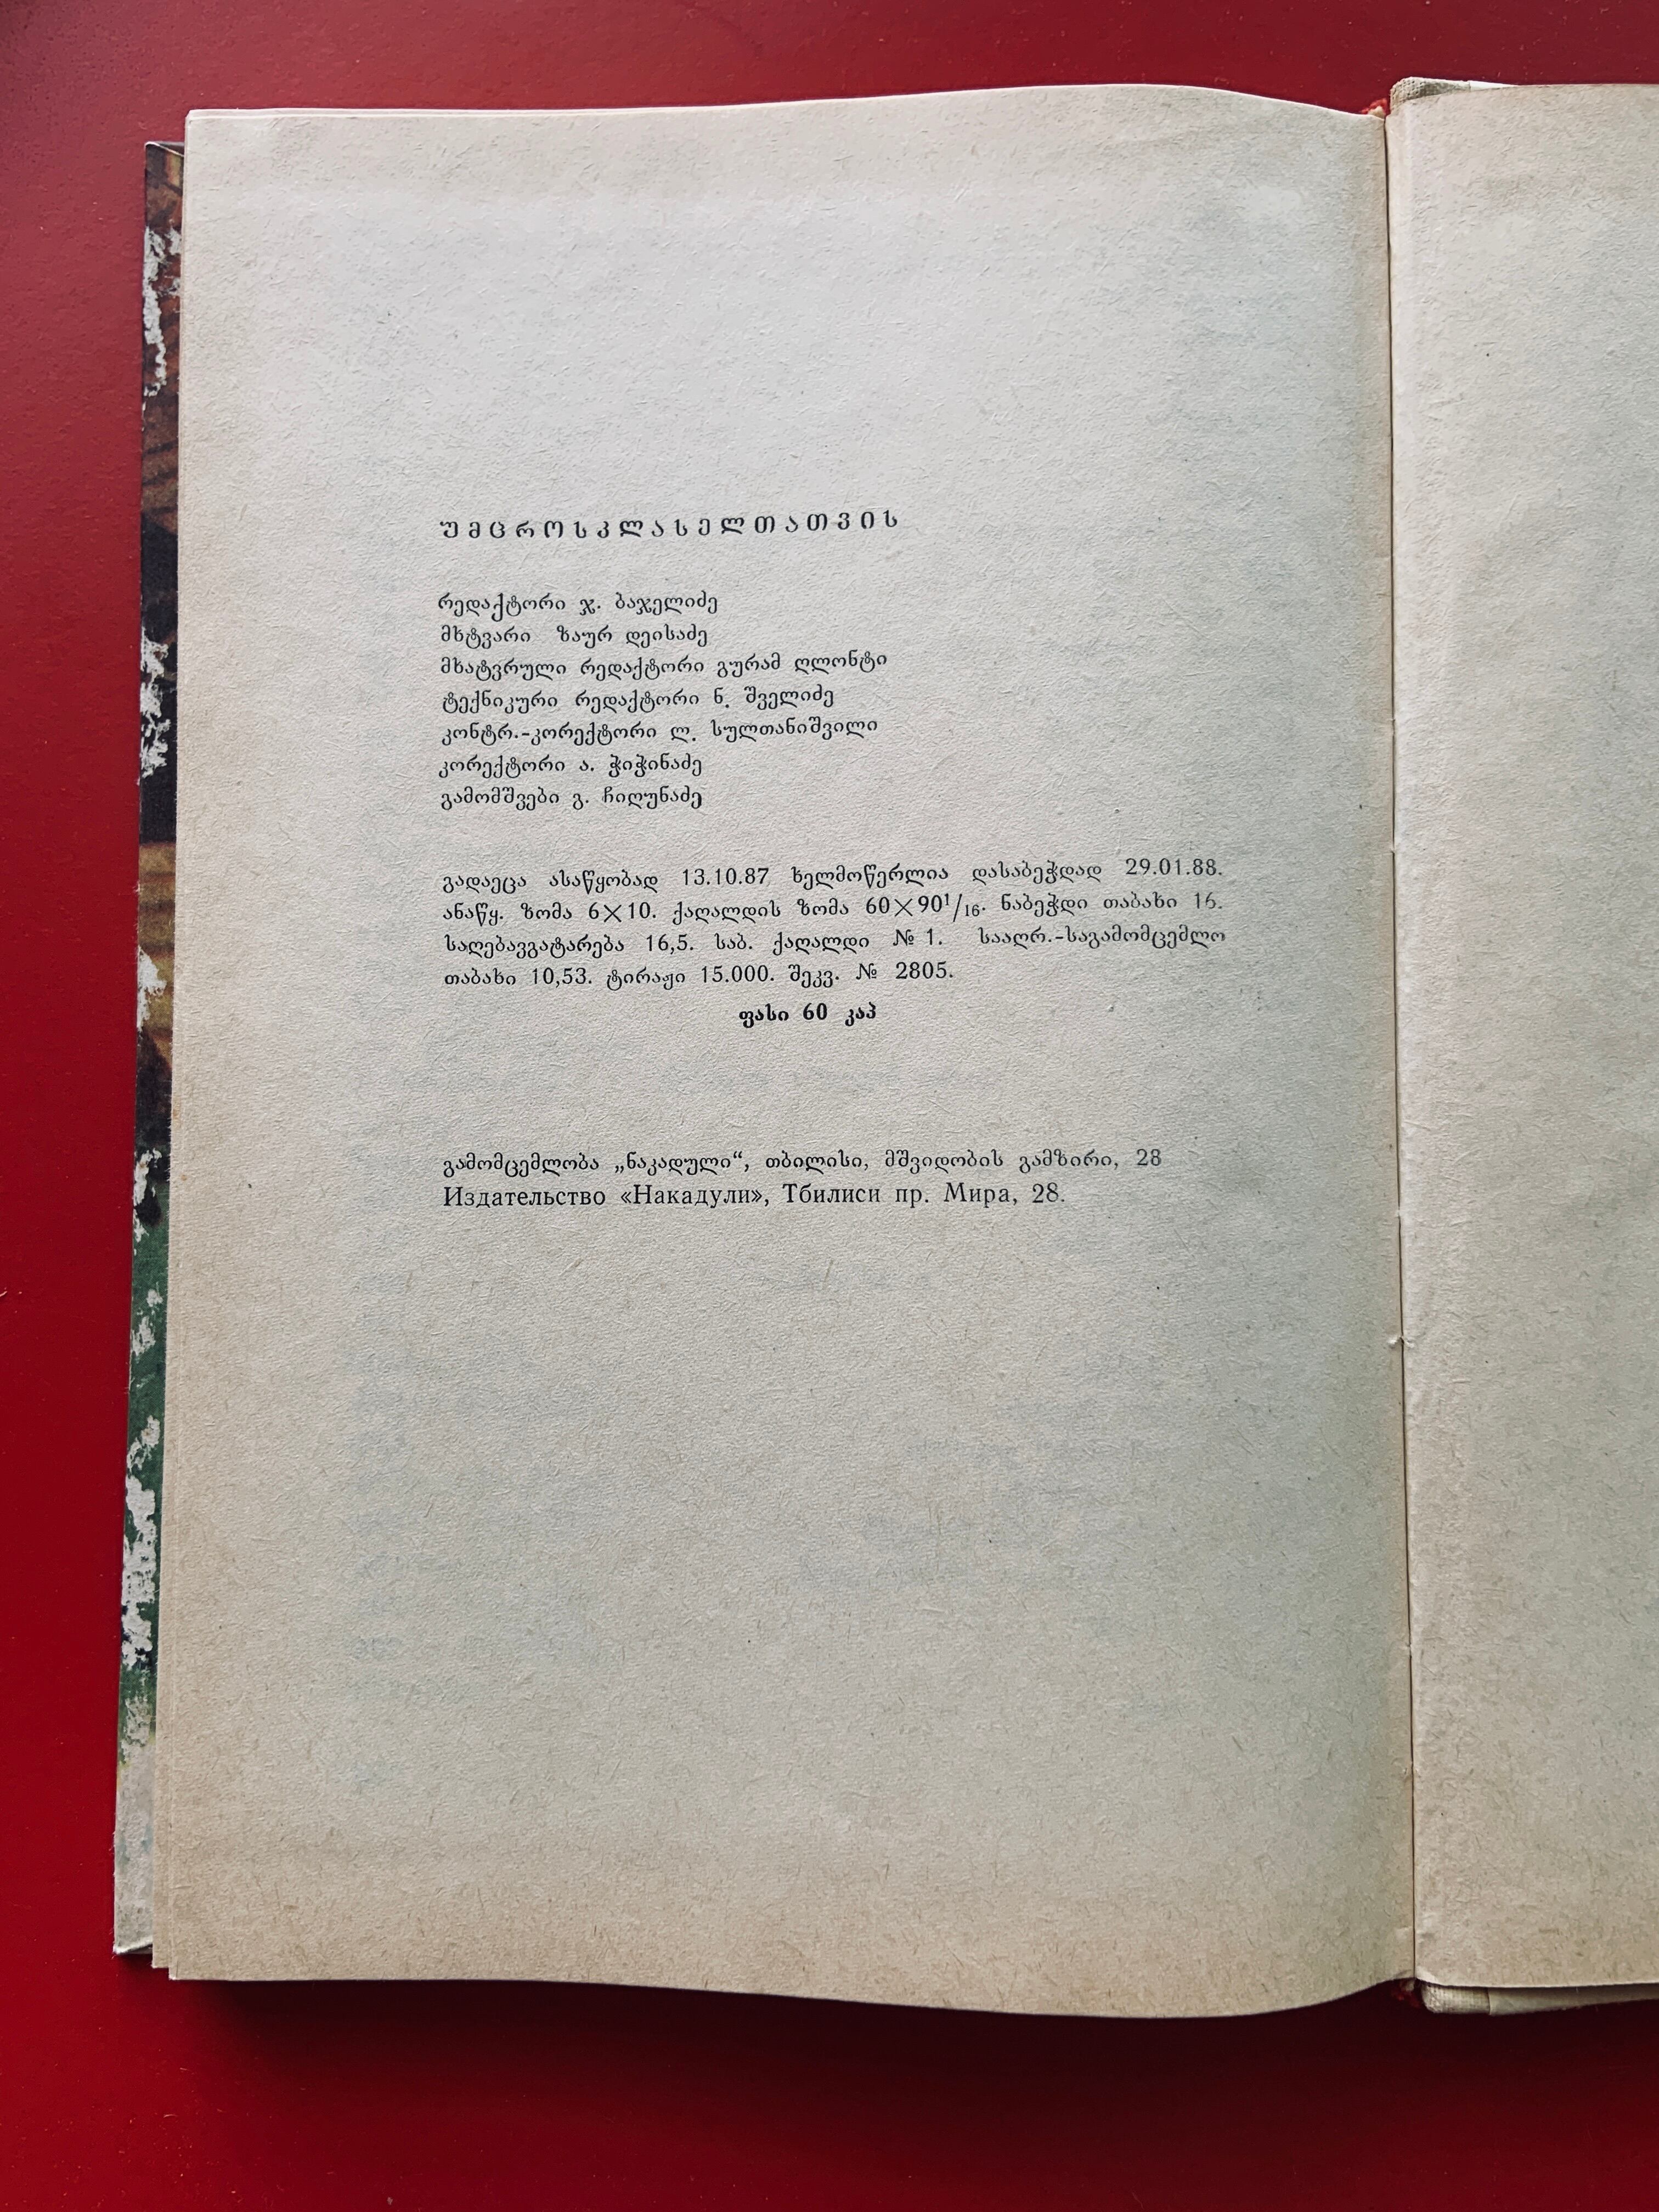 უმცროსკლასელთათვის
რედაქტორი ჯ. ბაჯელიძე
მხტვარი ზაურ დეისაძე
მხატვრული რედაქტორი გურამ ღლონტი
ტექნიკური რედაქტორი ნ. შველიძე
კონტრ.-კორექტორი ლ. სულთანიშვილი
კორექტორი ა. ჭიჭინაძე
გამომშვები გ. ჩიღუნაძე
გადაეცა ასაწყობად 13.10.87 ხელმოწერლია დასაბეჭდად 29.01.88.
ანაწყ. ზომა 6×10. ქაღალდის ზომა 60×90¹/₁₆. ნაბეჭდი თაბახი 16.
საღებავგატარება 16,5. საბ. ქაღალდი № 1. სააღრ.-საგამომცემლო
თაბახი 10,53. ტირაჟი 15.000. შეკვ. № 2805.
ფასი 60 კაპ
გამომცემლობა „ნაკადული“, თბილისი, მშვიდობის გამზირი, 28
Издательство «Накадули», Тбилиси пр. Мира, 28.